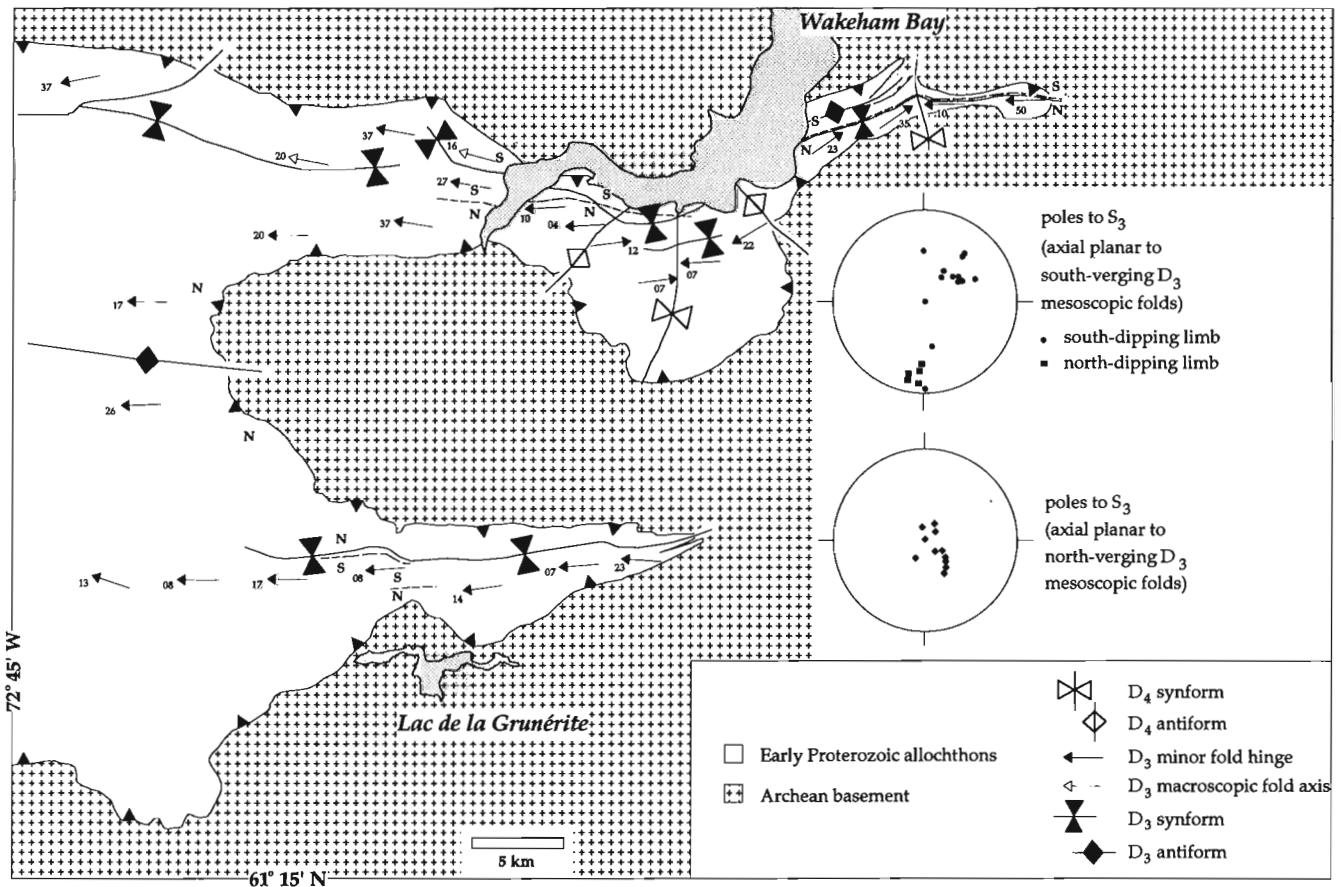 Wakeham Bay
37
S
N
50
10
35
S
N
23
37
16
S
20
27
S
N
S
10
N
04
37
20
12
22
07
07
N
17
26
N
poles to S3
(axial planar to
south-verging D3
mesoscopic folds)
south-dipping limb
north-dipping limb
poles to S3
(axial planar to
north-verging D3
mesoscopic folds)
N
S
08
S
N
13
08
17
14
07
23
72° 45' W
Lac de la Grunérite
61° 15' N
5 km
Early Proterozoic allochthons
Archean basement
D4 synform
D4 antiform
D3 minor fold hinge
D3 macroscopic fold axis
D3 synform
D3 antiform